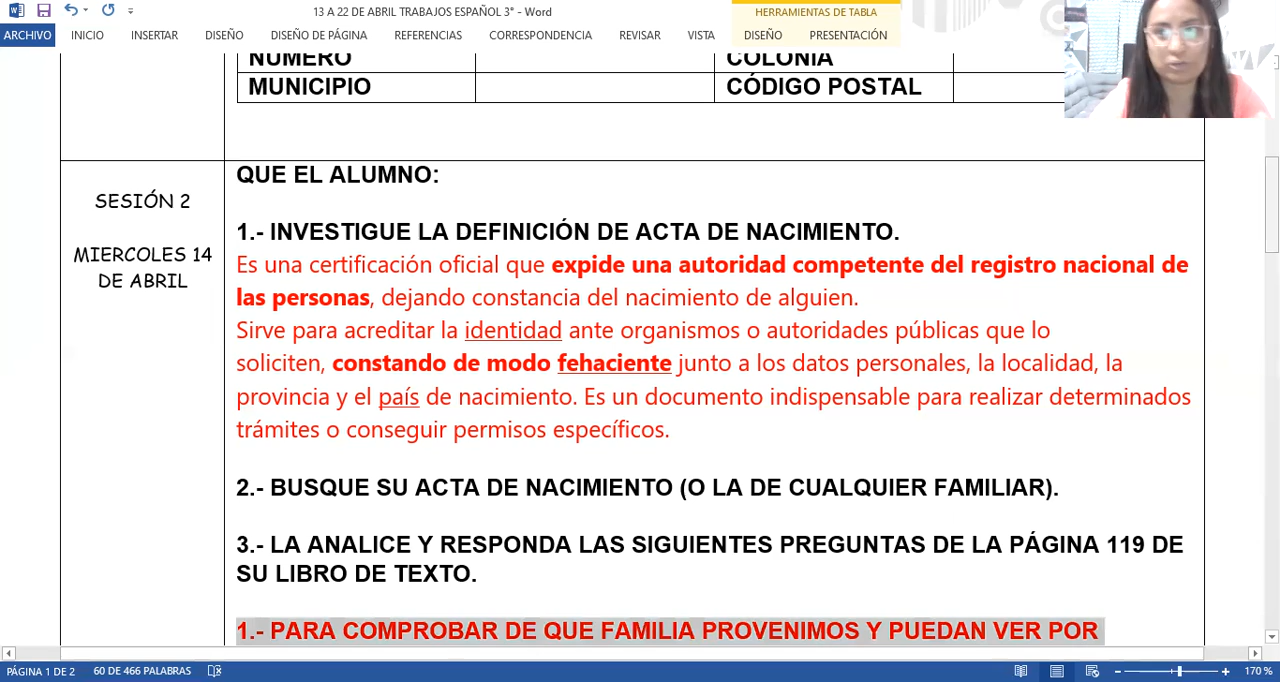 13 A 22 DE ABRIL TRABAJOS ESPAÑOL 3° - Word
HERRAMIENTAS DE TABLA
ARCHIVO INICIO INSERTAR DISEÑO DISEÑO DE PÁGINA REFERENCIAS CORRESPONDENCIA REVISAR VISTA DISEÑO PRESENTACIÓN
NÚMERO COLONIA
MUNICIPIO CÓDIGO POSTAL
SESIÓN 2
MIERCOLES 14
DE ABRIL
QUE EL ALUMNO:
1.- INVESTIGUE LA DEFINICIÓN DE ACTA DE NACIMIENTO.
Es una certificación oficial que expide una autoridad competente del registro nacional de
las personas, dejando constancia del nacimiento de alguien.
Sirve para acreditar la identidad ante organismos o autoridades públicas que lo
soliciten, constando de modo fehaciente junto a los datos personales, la localidad, la
provincia y el país de nacimiento. Es un documento indispensable para realizar determinados
trámites o conseguir permisos específicos.
2.- BUSQUE SU ACTA DE NACIMIENTO (O LA DE CUALQUIER FAMILIAR).
3.- LA ANALICE Y RESPONDA LAS SIGUIENTES PREGUNTAS DE LA PÁGINA 119 DE
SU LIBRO DE TEXTO.
1.- PARA COMPROBAR DE QUE FAMILIA PROVENIMOS Y PUEDAN VER POR
PÁGINA 1 DE 2 60 DE 466 PALABRAS 170 %